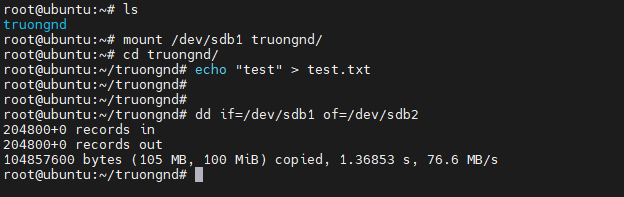 root@ubuntu:~# ls
truongnd
root@ubuntu:~# mount /dev/sdb1 truongnd/
root@ubuntu:~# cd truongnd/
root@ubuntu:~/truongnd# echo "test" > test.txt
root@ubuntu:~/truongnd#
root@ubuntu:~/truongnd#
root@ubuntu:~/truongnd# dd if=/dev/sdb1 of=/dev/sdb2
204800+0 records in
204800+0 records out
104857600 bytes (105 MB, 100 MiB) copied, 1.36853 s, 76.6 MB/s
root@ubuntu:~/truongnd#